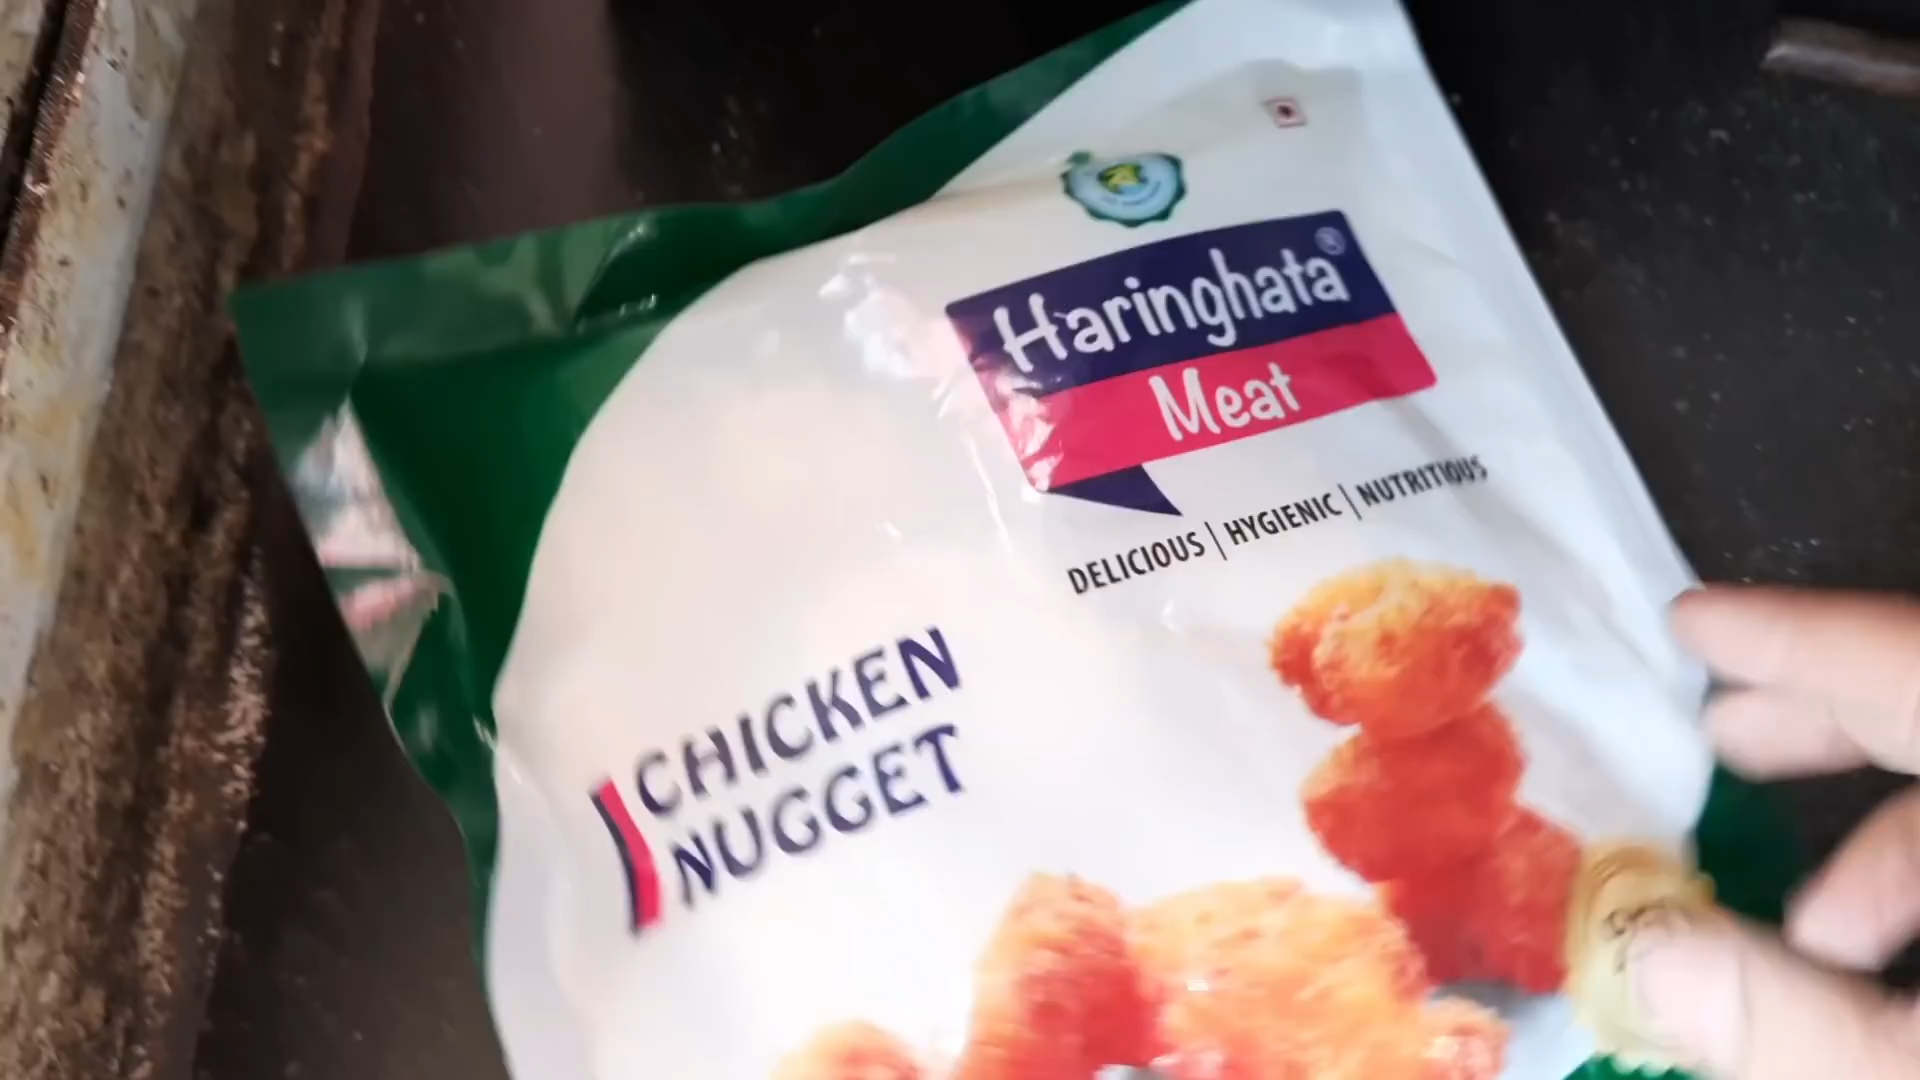 Haringhata®
Meat
DELICIOUS | HYGIENIC | NUTRITIOUS
CHICKEN
NUGGET